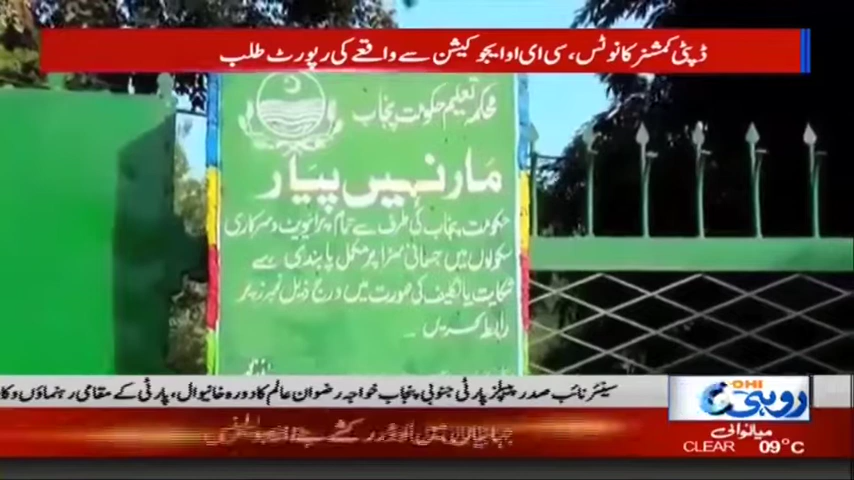 ڈپٹی کمشنر کا نوٹس، سی ای او ایجوکیشن سے واقعے کی رپورٹ طلب
محکمہ تعلیم حکومت پنجاب
مار نہیں پیار
حکومت پنجاب کی طرف سے تمام پرائیویٹ و سرکاری
سکولوں میں جسمانی سزا پر مکمل پابندی ہے
شکایت یا تکلیف کی صورت میں درج ذیل نمبرز پر
رابطہ کریں ۔
سینئر نائب صدر پیپلز پارٹی جنوبی پنجاب خواجہ رضوان عالم کا دورہ خانیوال، پارٹی کے مقامی رہنماؤں
OHI
روہی
میانوالی
CLEAR 09°C